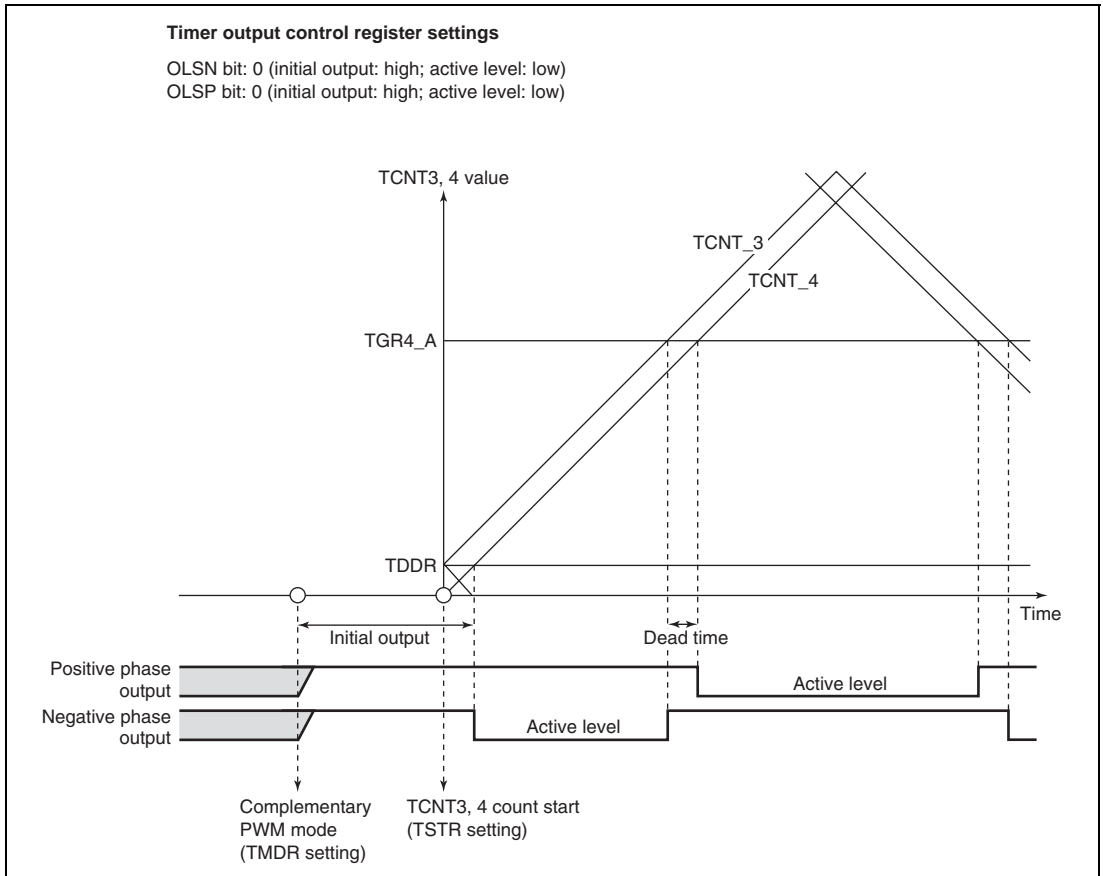 Timer output control register settings
OLSN bit: 0 (initial output: high; active level: low)
OLSP bit: 0 (initial output: high; active level: low)
TCNT3, 4 value
TCNT_3
TCNT_4
TGR4_A
TDDR
Time
Initial output
Dead time
Positive phase
output
Active level
Negative phase
output
Active level
Complementary
PWM mode
(TMDR setting)
TCNT3, 4 count start
(TSTR setting)